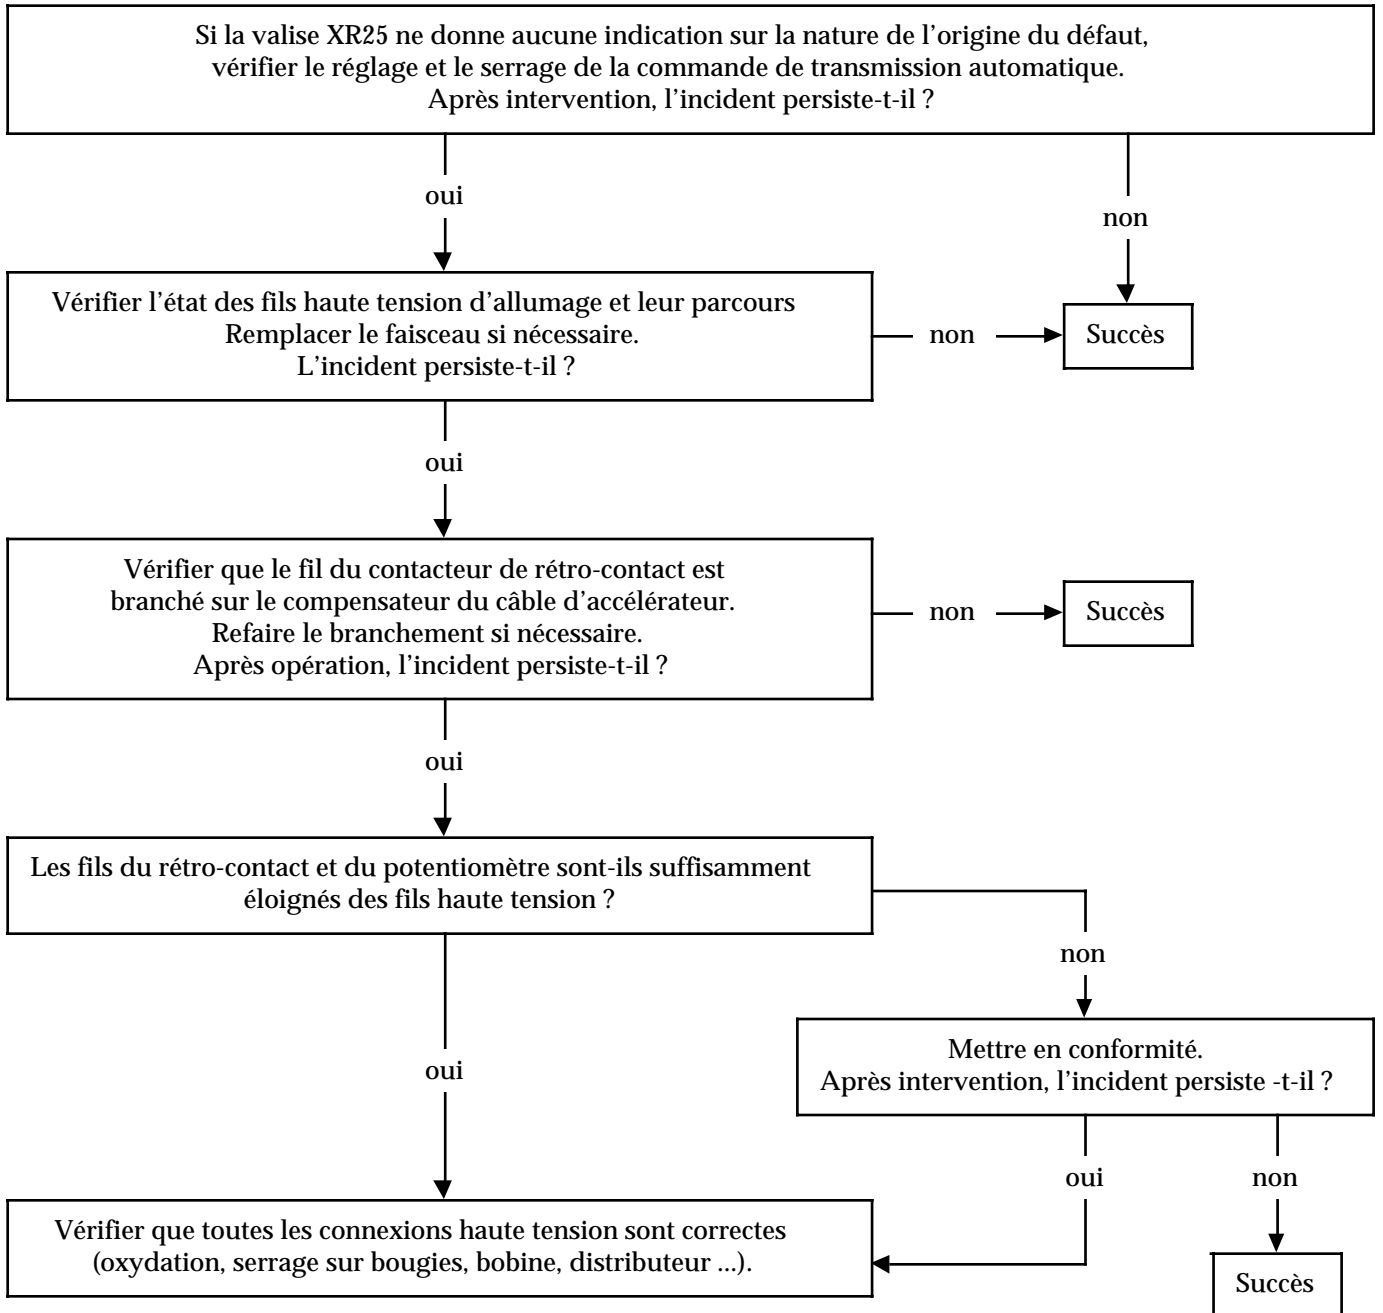 Si la valise XR25 ne donne aucune indication sur la nature de l'origine du défaut,
vérifier le réglage et le serrage de la commande de transmission automatique.
Après intervention, l'incident persiste-t-il ?
oui
non
Vérifier l'état des fils haute tension d'allumage et leur parcours
Remplacer le faisceau si nécessaire.
L'incident persiste-t-il ?
non
Succès
oui
Vérifier que le fil du contacteur de rétro-contact est
branché sur le compensateur du câble d'accélérateur.
Refaire le branchement si nécessaire.
Après opération, l'incident persiste-t-il ?
non
Succès
oui
Les fils du rétro-contact et du potentiomètre sont-ils suffisamment
éloignés des fils haute tension ?
non
Mettre en conformité.
Après intervention, l'incident persiste -t-il ?
oui
oui
non
Vérifier que toutes les connexions haute tension sont correctes
(oxydation, serrage sur bougies, bobine, distributeur ...).
Succès